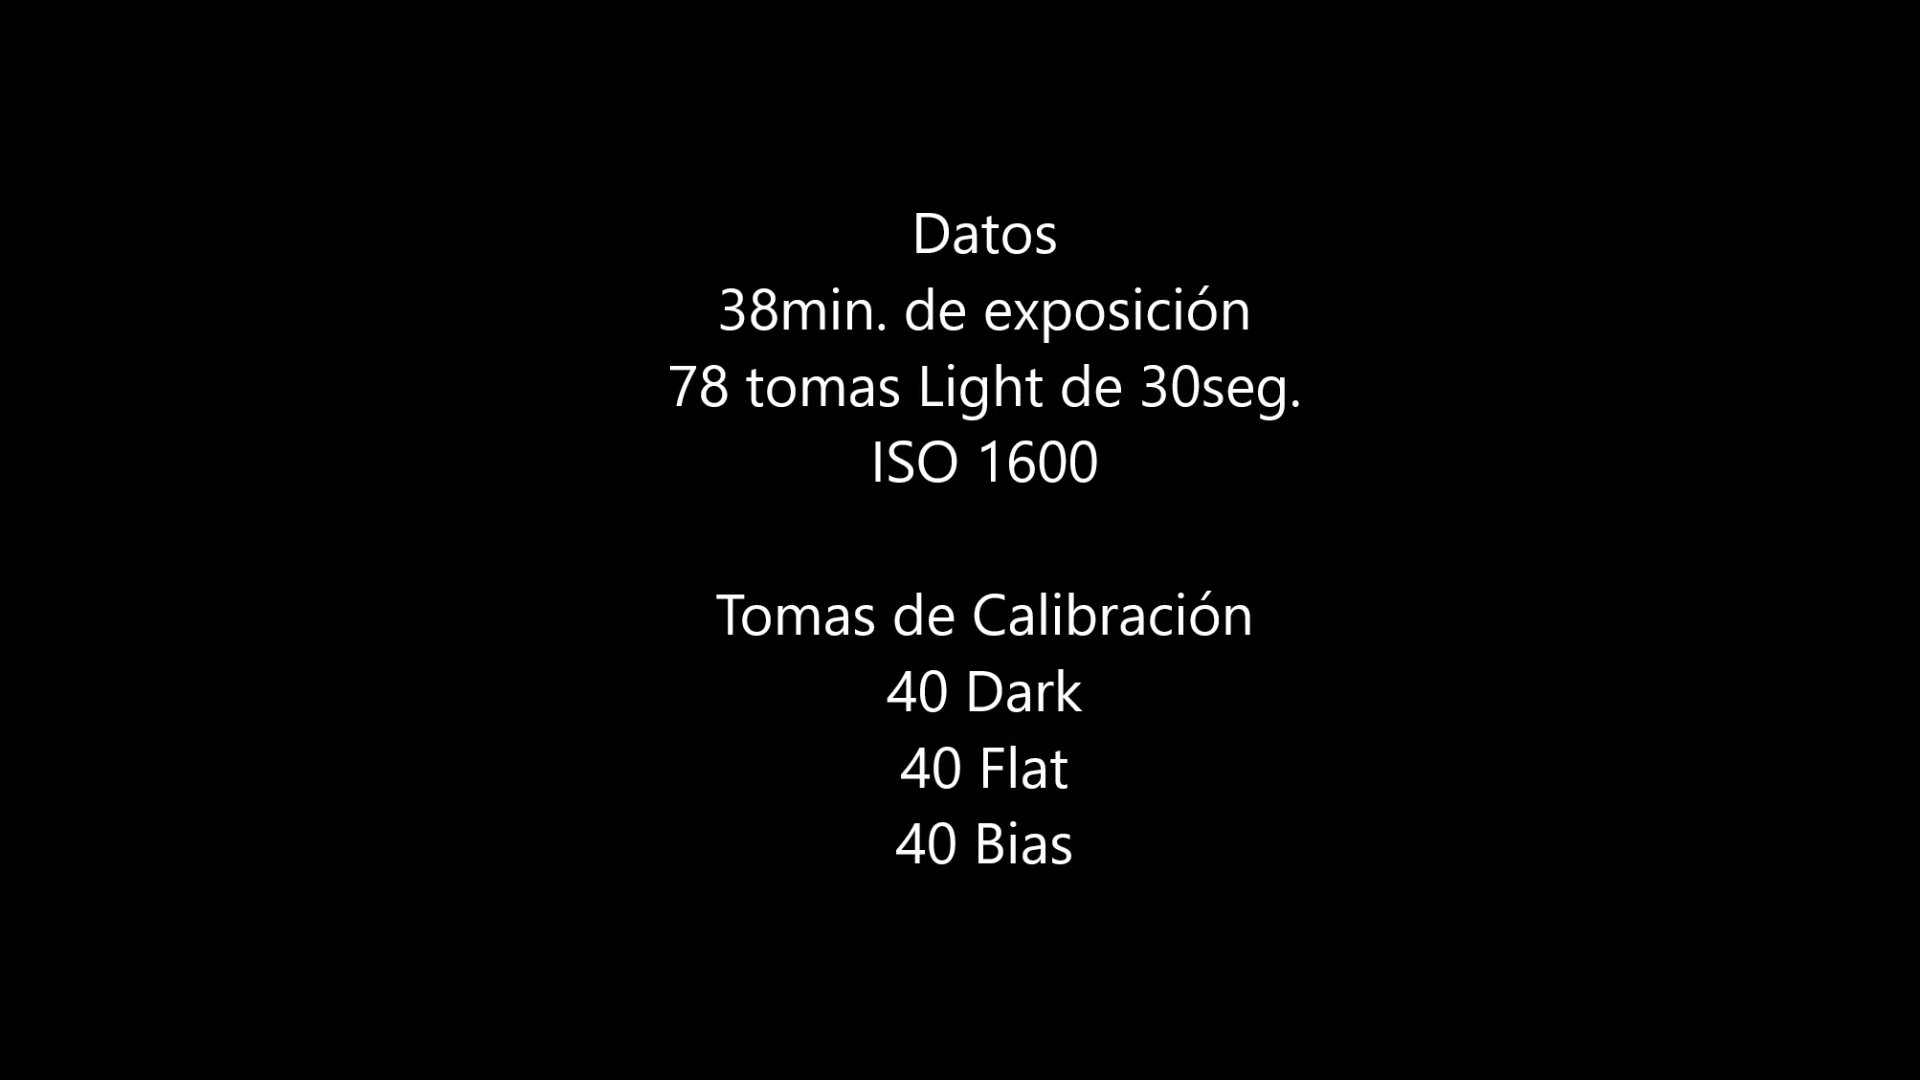 Datos
38min. de exposición
78 tomas Light de 30seg.
ISO 1600
Tomas de Calibración
40 Dark
40 Flat
40 Bias